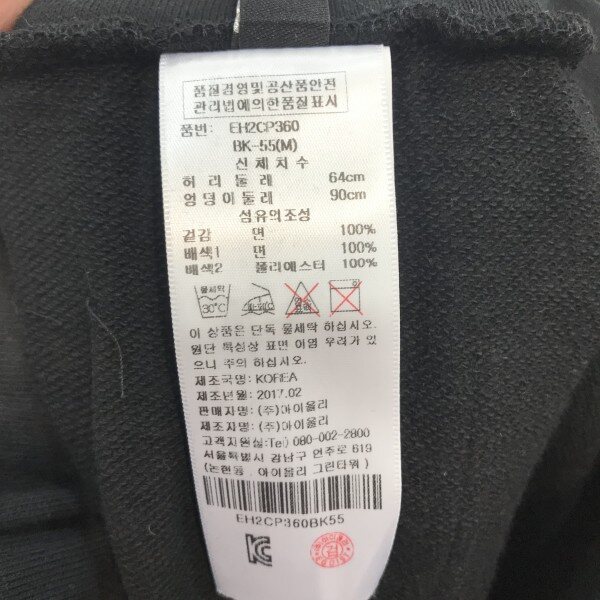 품질경영및공산품안전
관리법에의한품질표시
품번: EH2CP360
BK-55(M)
신체치수
허리둘레 64cm
엉덩이둘레 90cm
섬유의조성
겉감 면 100%
배색1 면 100%
배색2 폴리에스터 100%
물세탁
30°C
이 상품은 단독 물세탁 하십시오.
원단 특성상 표면 이염 우려가 있
으니 주의 하십시오.
제조국명: KOREA
제조년월: 2017.02
판매자명: (주)아이올리
제조자명: (주)아이올리
고객지원실:Tel) 080-002-2800
서울특별시 강남구 언주로 619
(논현동, 아이올리 그린타워)
EH2CP360BK55